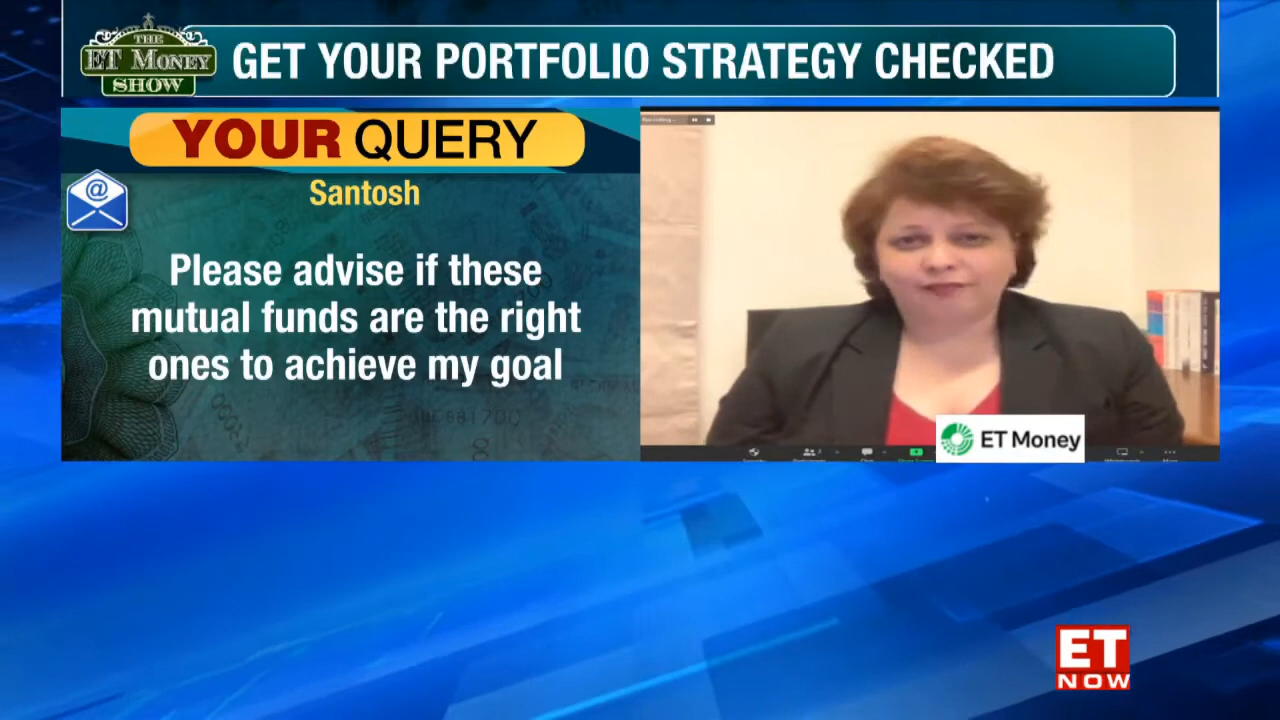 THE
ET MONEY
SHOW
GET YOUR PORTFOLIO STRATEGY CHECKED
YOUR QUERY
@
Santosh
Please advise if these
mutual funds are the right
ones to achieve my goal
ET Money
ET
NOW